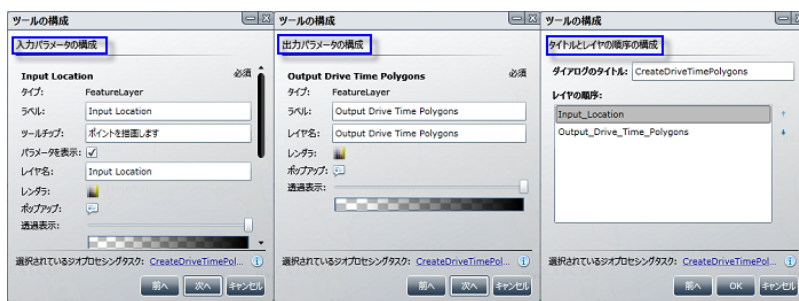 ツールの構成
入力パラメータの構成
Input Location 必須
タイプ: FeatureLayer
ラベル: Input Location
ツールチップ: ポイントを描画します
パラメータを表示:
レイヤ名: Input Location
レンダラ:
ポップアップ:
透過表示:
選択されているジオプロセシングタスク: CreateDriveTimePol...
前へ 次へ キャンセル
ツールの構成
出力パラメータの構成
Output Drive Time Polygons 必須
タイプ: FeatureLayer
ラベル: Output Drive Time Polygons
レイヤ名: Output Drive Time Polygons
レンダラ:
ポップアップ:
透過表示:
選択されているジオプロセシングタスク: CreateDriveTimePol...
前へ 次へ キャンセル
ツールの構成
タイトルとレイヤの順序の構成
ダイアログのタイトル: CreateDriveTimePolygons
レイヤの順序:
Input_Location
Output_Drive_Time_Polygons
選択されているジオプロセシングタスク: CreateDriveTimePol...
前へ OK キャンセル